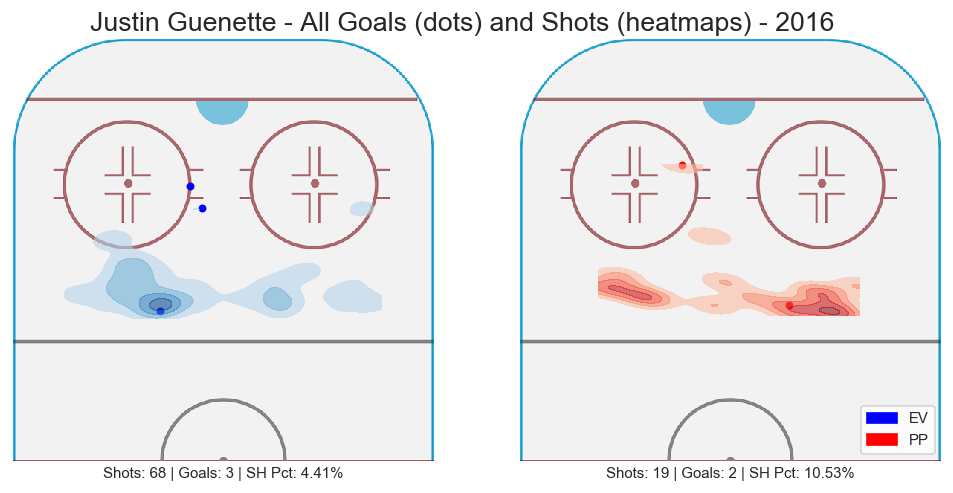 Justin Guenette - All Goals (dots) and Shots (heatmaps) - 2016
EV
PP
Shots: 68 | Goals: 3 | SH Pct: 4.41%
Shots: 19 | Goals: 2 | SH Pct: 10.53%